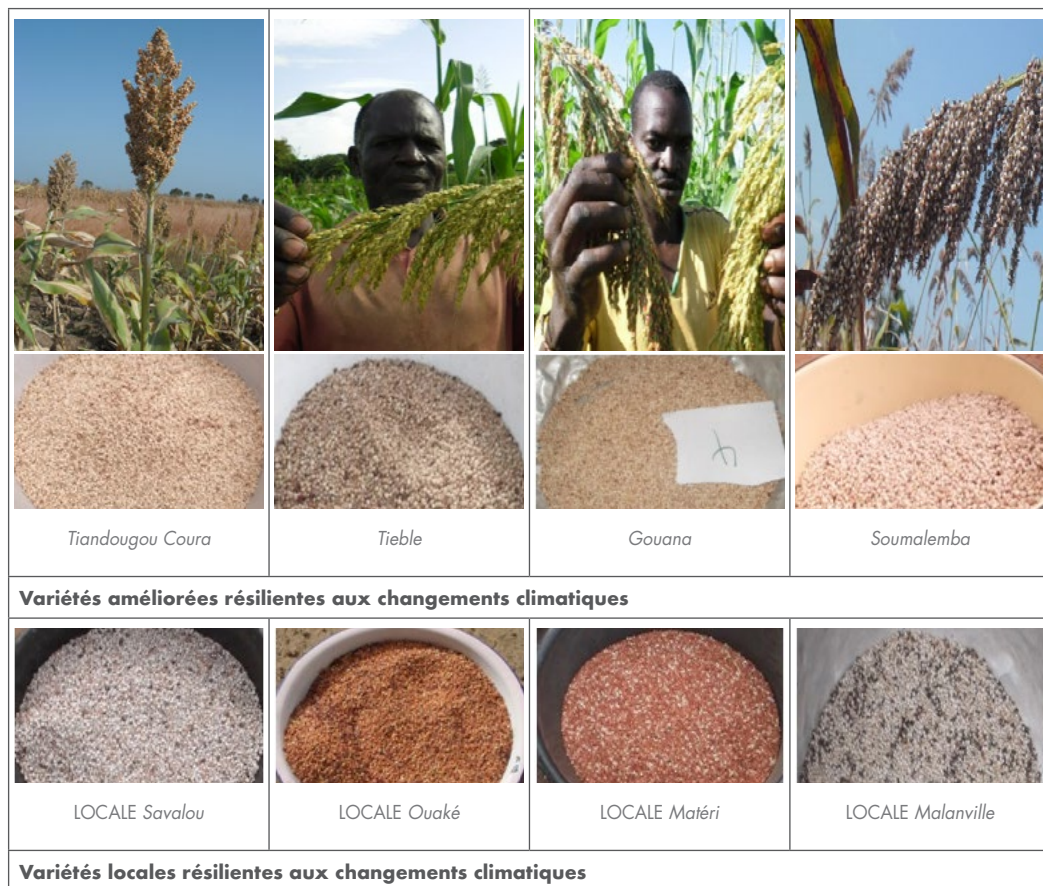 Tiandougou Coura
Tieble
Gouana
Soumalemba
Variétés améliorées résilientes aux changements climatiques
LOCALE Savalou
LOCALE Ouaké
LOCALE Matéri
LOCALE Malanville
Variétés locales résilientes aux changements climatiques